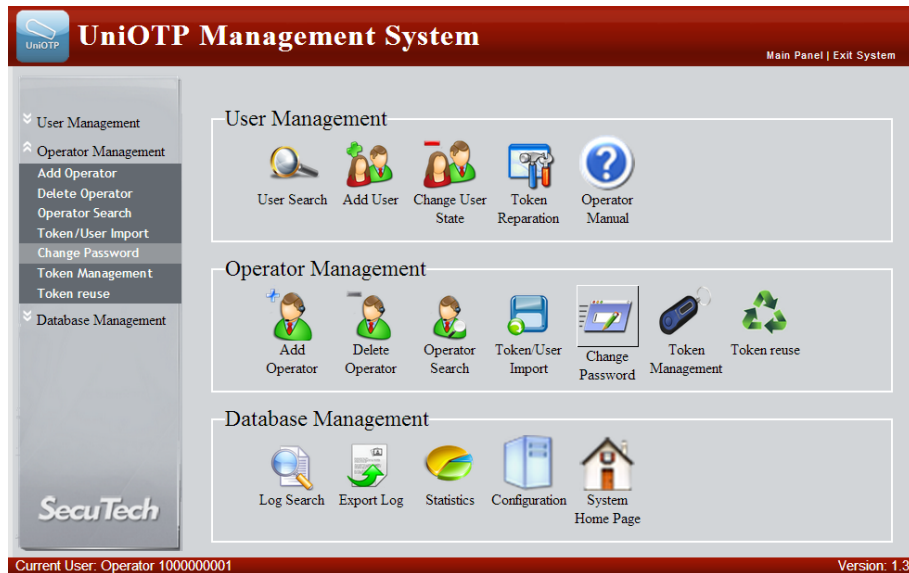 UniOTP
UniOTP Management System
Main Panel | Exit System
User Management
Operator Management
Add Operator
Delete Operator
Operator Search
Token/User Import
Change Password
Token Management
Token reuse
Database Management
SecuTech
User Management
User Search
Add User
Change User
State
Token
Reparation
Operator
Manual
Operator Management
Add
Operator
Delete
Operator
Operator
Search
Token/User
Import
Change
Password
Token
Management
Token reuse
Database Management
Log Search
Export Log
Statistics
Configuration
System
Home Page
Current User: Operator 1000000001
Version: 1.3